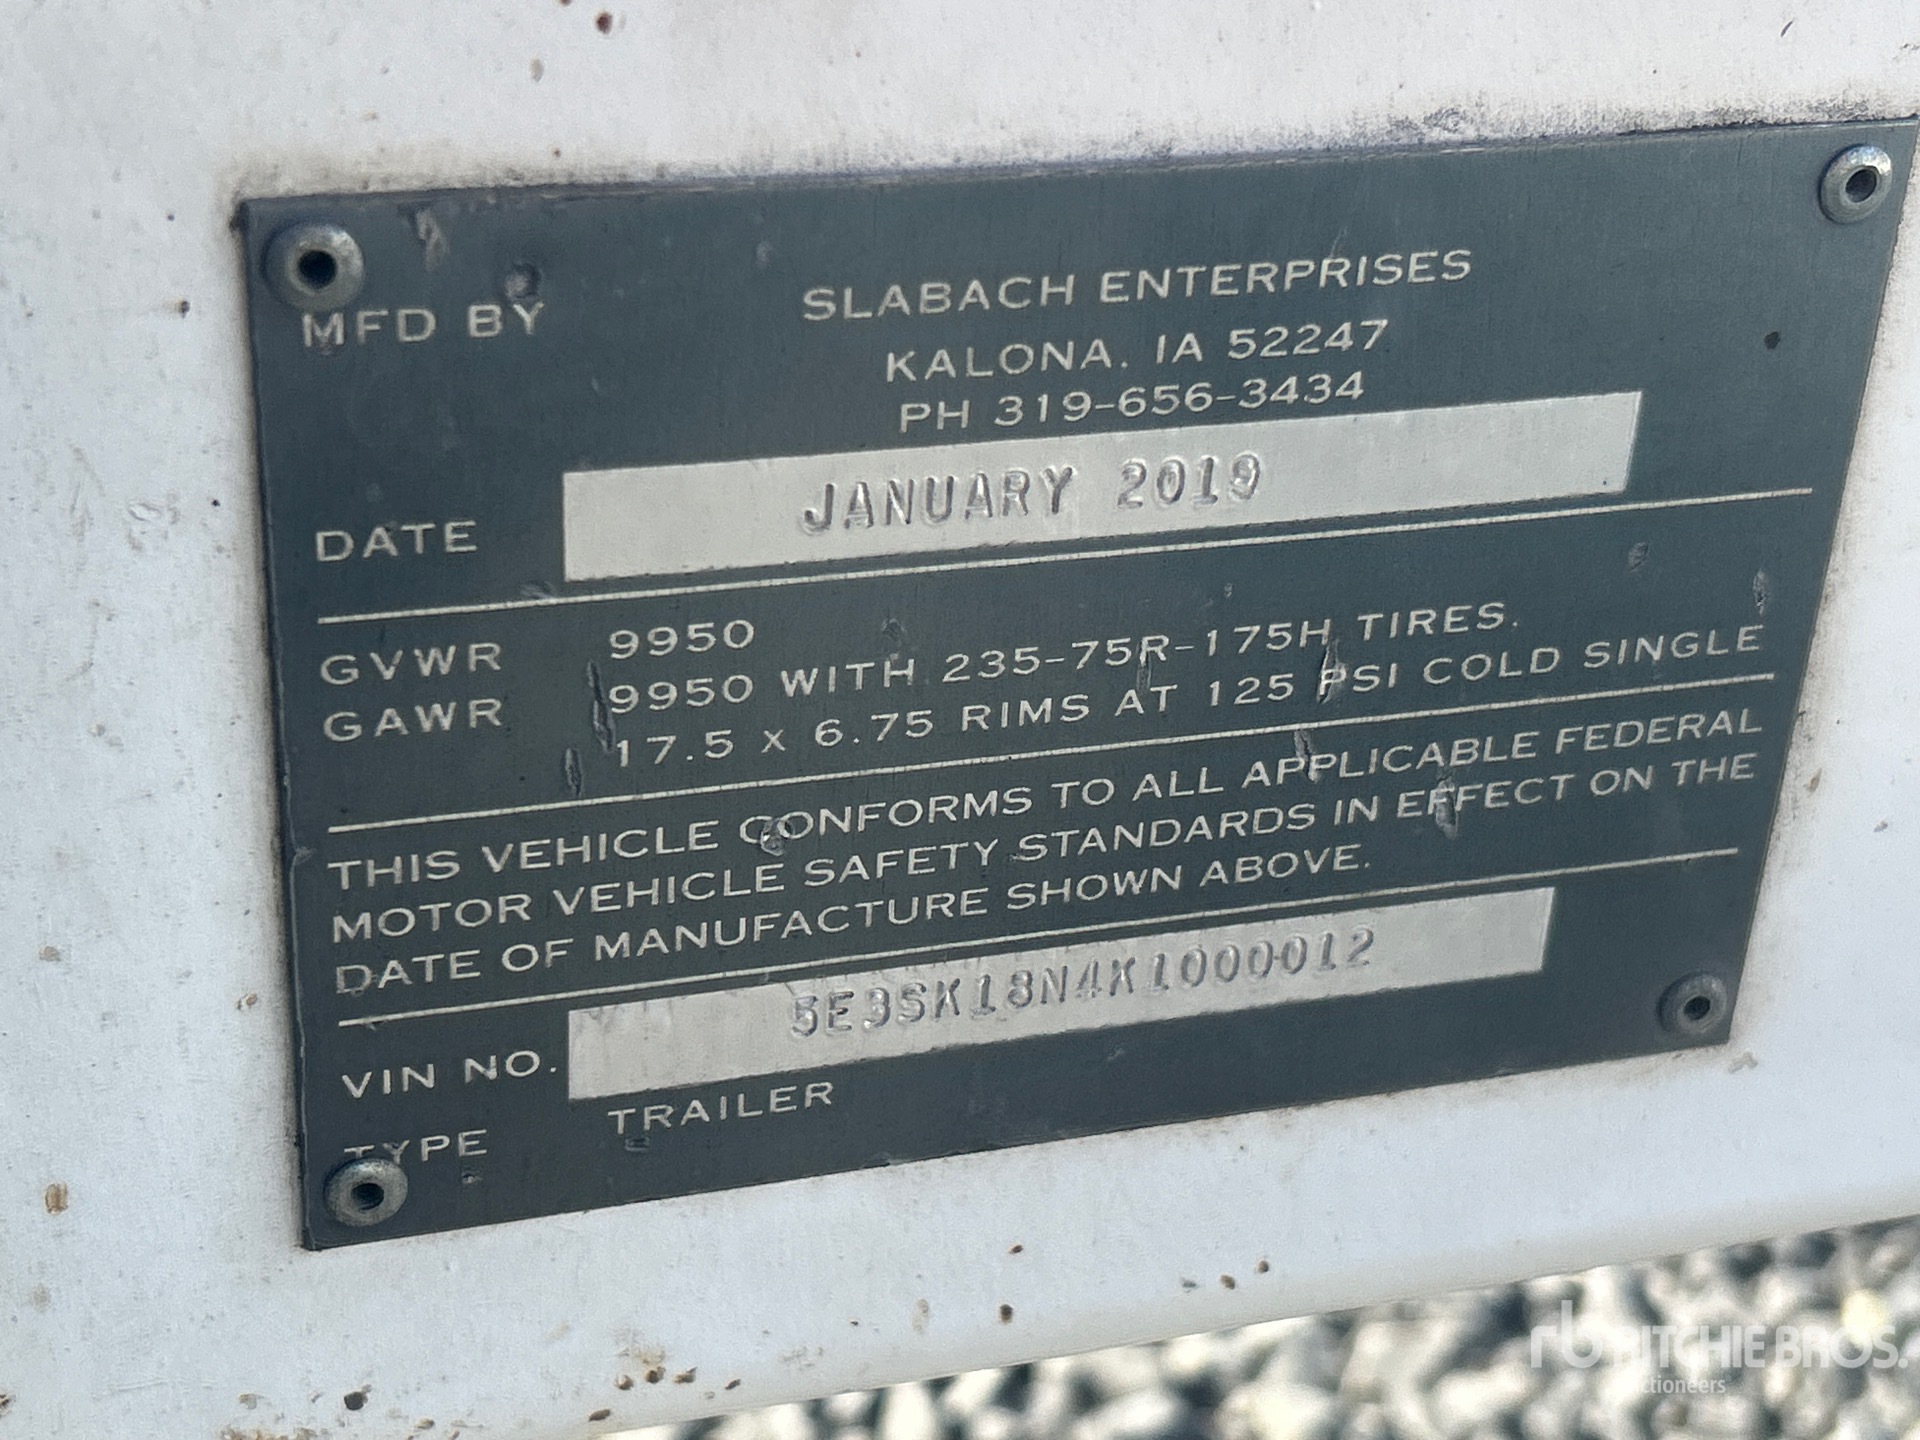 MFD BY SLABACH ENTERPRISES
KALONA, IA 52247
PH 319-656-3434
DATE JANUARY 2019
GVWR 9950
GAWR 9950 WITH 235-75R-175H TIRES.
17.5 x 6.75 RIMS AT 125 PSI COLD SINGLE
THIS VEHICLE CONFORMS TO ALL APPLICABLE FEDERAL
MOTOR VEHICLE SAFETY STANDARDS IN EFFECT ON THE
DATE OF MANUFACTURE SHOWN ABOVE.
VIN NO. 5E3SK18N4K1000012
TYPE TRAILER
rb RITCHIE BROS.
Auctioneers